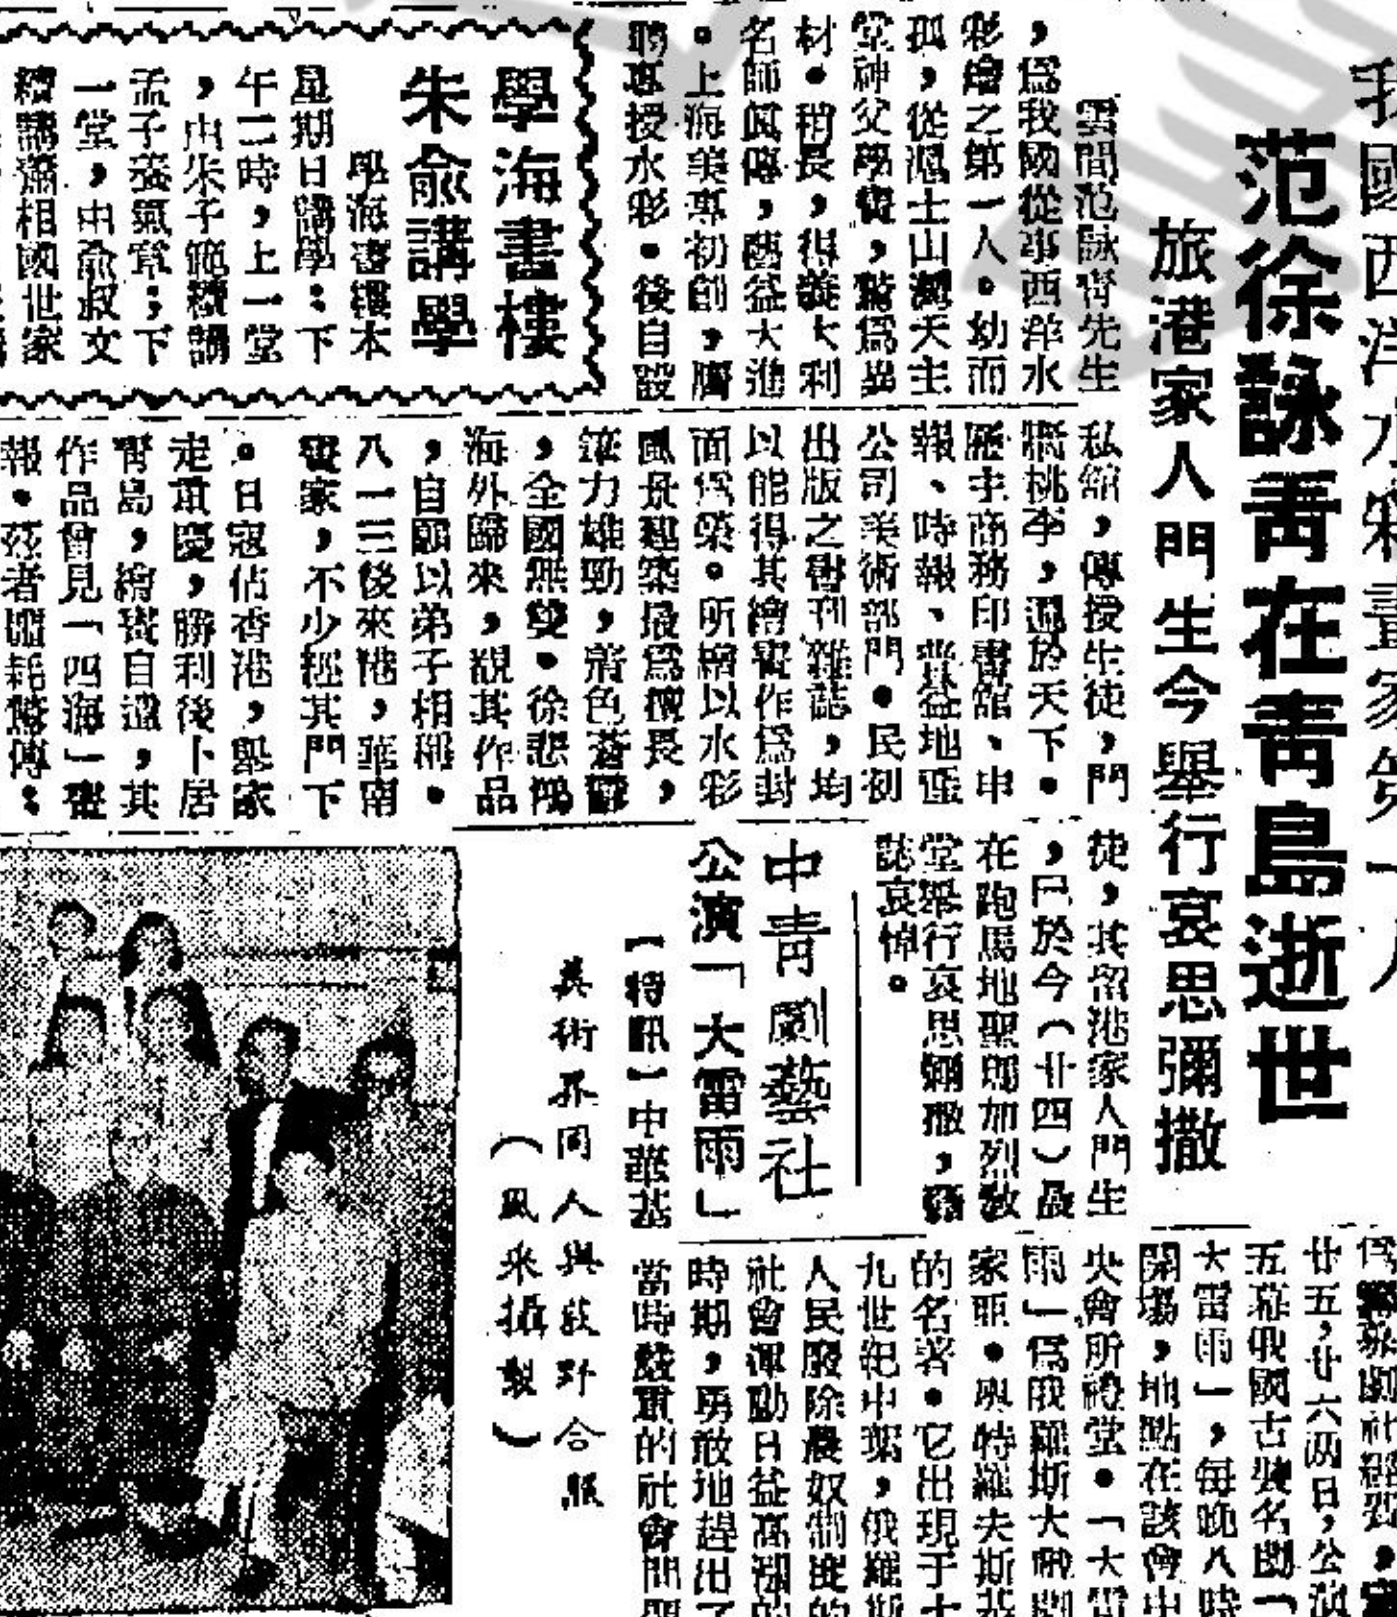 我國西洋水彩畫家第一人
范徐詠青在青島逝世
旅港家人門生今舉行哀思彌撒
雲間范詠青先生
，爲我國從事西洋水
彩繪之第一人。幼而
孤，從馮土山灣天主
堂神父學畫，驚爲異
材。稍長，得義大利
名師眞傳，藝益大進
。上海美專初創，膺
聘專授水彩。後自設
私館，傳授生徒，門
牆桃李，遍於天下。
歷主商務印書館、申
報、時報、世益地亞
公司美術部門。民初
出版之書刊雜誌，均
以能得其繪畫作爲封
面爲榮。所繪以水彩
風景建築最爲擅長，
筆力雄勁，着色蒼鬱
，全國無雙。徐悲鴻
海外歸來，覩其作品
，自願以弟子相稱。
八一三後來港，華南
畫家，不少經其門下
。日寇佔香港，舉家
走重慶，勝利後卜居
青島，繪畫自遣，其
作品曾見「四海」畫
報。茲者噩耗驚傳：
捷，其留港家人門生
，已於今（廿四）晨
在跑馬地聖瑪加烈敎
堂舉行哀思彌撒，藉
誌哀悼。
學海書樓
朱俞講學
學海書樓本
星期日講學：下
午二時，上一堂
，由朱子範續講
孟子養氣章；下
一堂，由俞叔文
續講蕭相國世家
中青劇藝社
公演「大雷雨」
【特訊】中華基
廿五，廿六兩日，公演
五幕俄國古裝名劇「
大雷雨」，每晚八時
開場，地點在該會中
央會所禮堂。「大雷
雨」爲俄羅斯大戲劇
家亞。奧特羅夫斯基
的名著。它出現于十
九世紀中葉，俄羅斯
人民廢除農奴制度的
社會運動日益高漲的
時期，勇敢地提出了
當時嚴重的社會問題
美術界同人與荻野合照
（風采攝製）